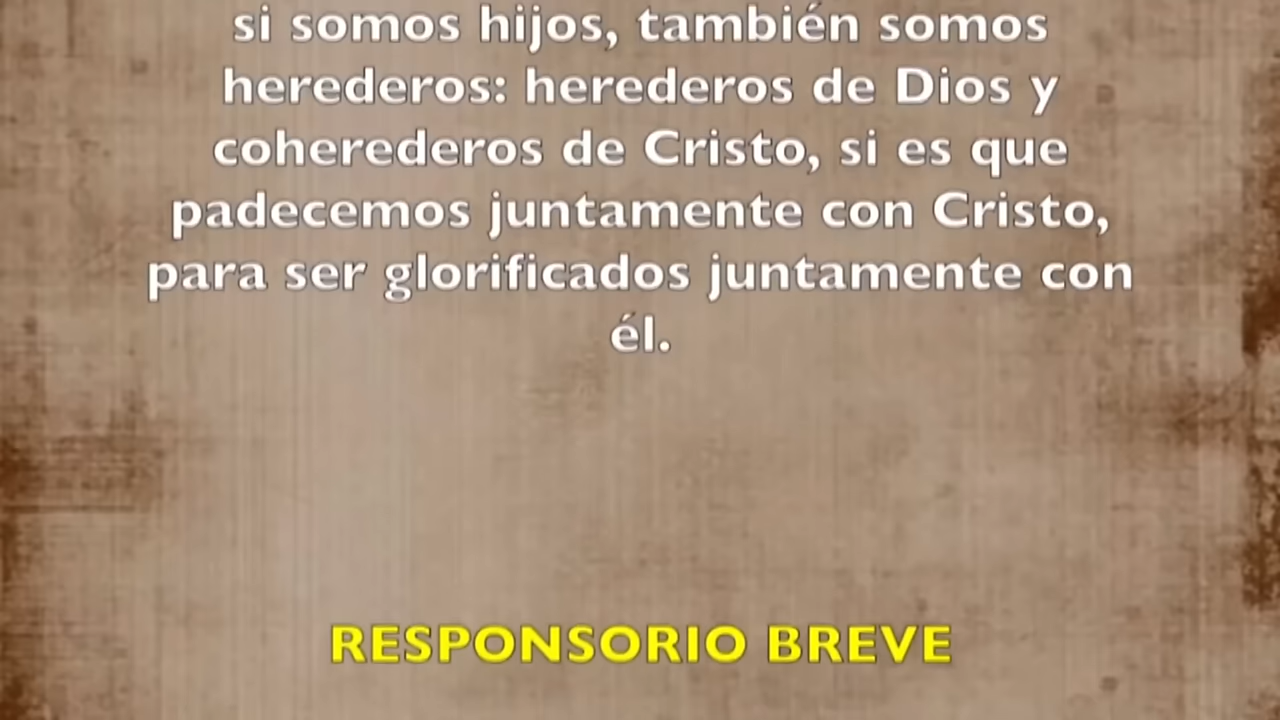 si somos hijos, también somos
herederos: herederos de Dios y
coherederos de Cristo, si es que
padecemos juntamente con Cristo,
para ser glorificados juntamente con
él.
RESPONSORIO BREVE